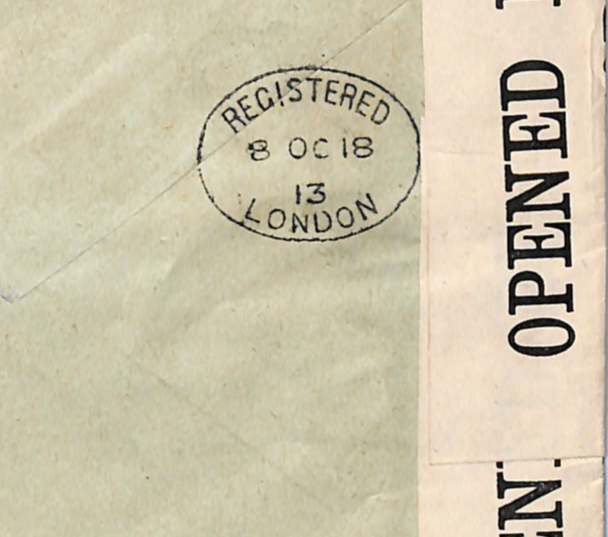 REGISTERED
8 OC 18
13
LONDON
OPENED